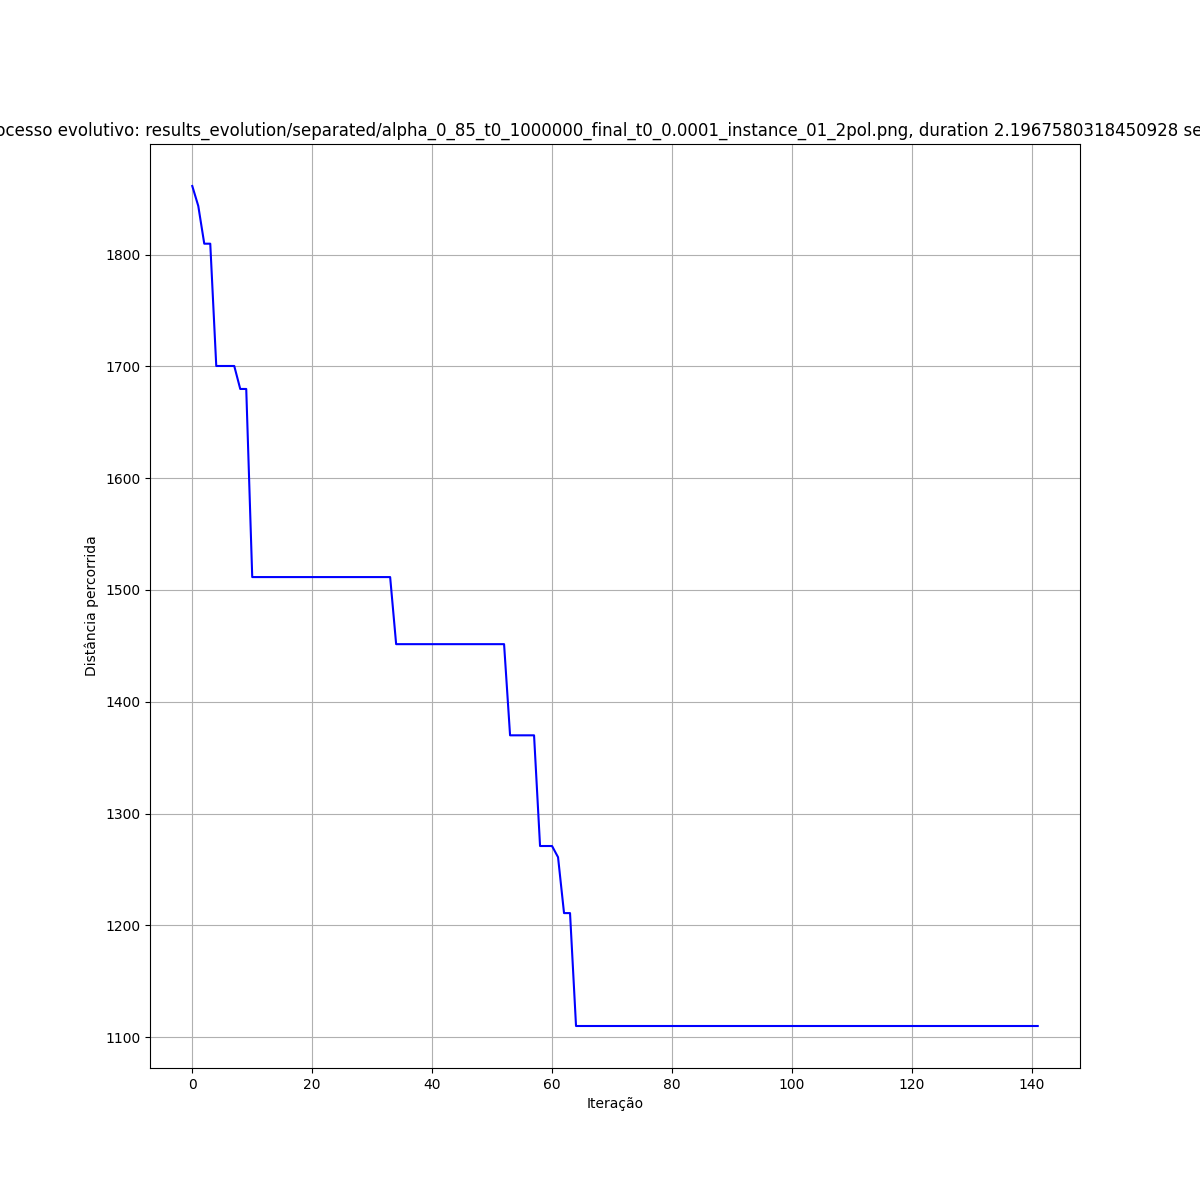 ocesso evolutivo: results_evolution/separated/alpha_0_85_t0_1000000_final_t0_0.0001_instance_01_2pol.png, duration 2.1967580318450928 se
1800
1700
1600
1500
1400
1300
1200
1100
Distância percorrida
0 20 40 60 80 100 120 140
Iteração